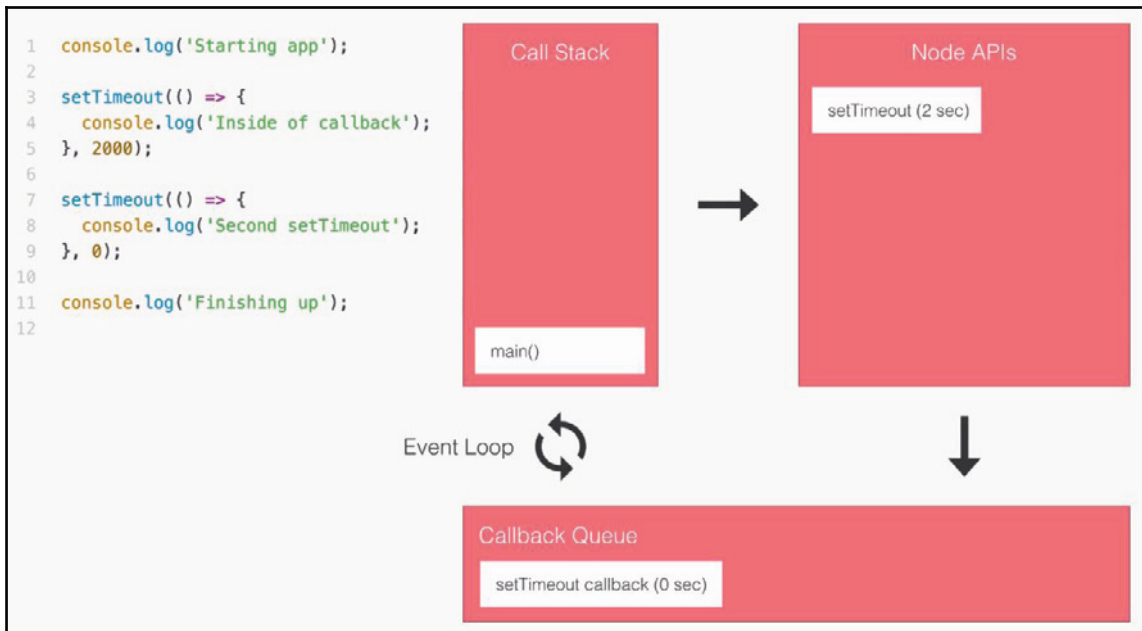 1 console.log('Starting app');
2
3 setTimeout(() => {
4 console.log('Inside of callback');
5 }, 2000);
6
7 setTimeout(() => {
8 console.log('Second setTimeout');
9 }, 0);
10
11 console.log('Finishing up');
12
Call Stack
main()
Node APIs
setTimeout (2 sec)
Event Loop
Callback Queue
setTimeout callback (0 sec)